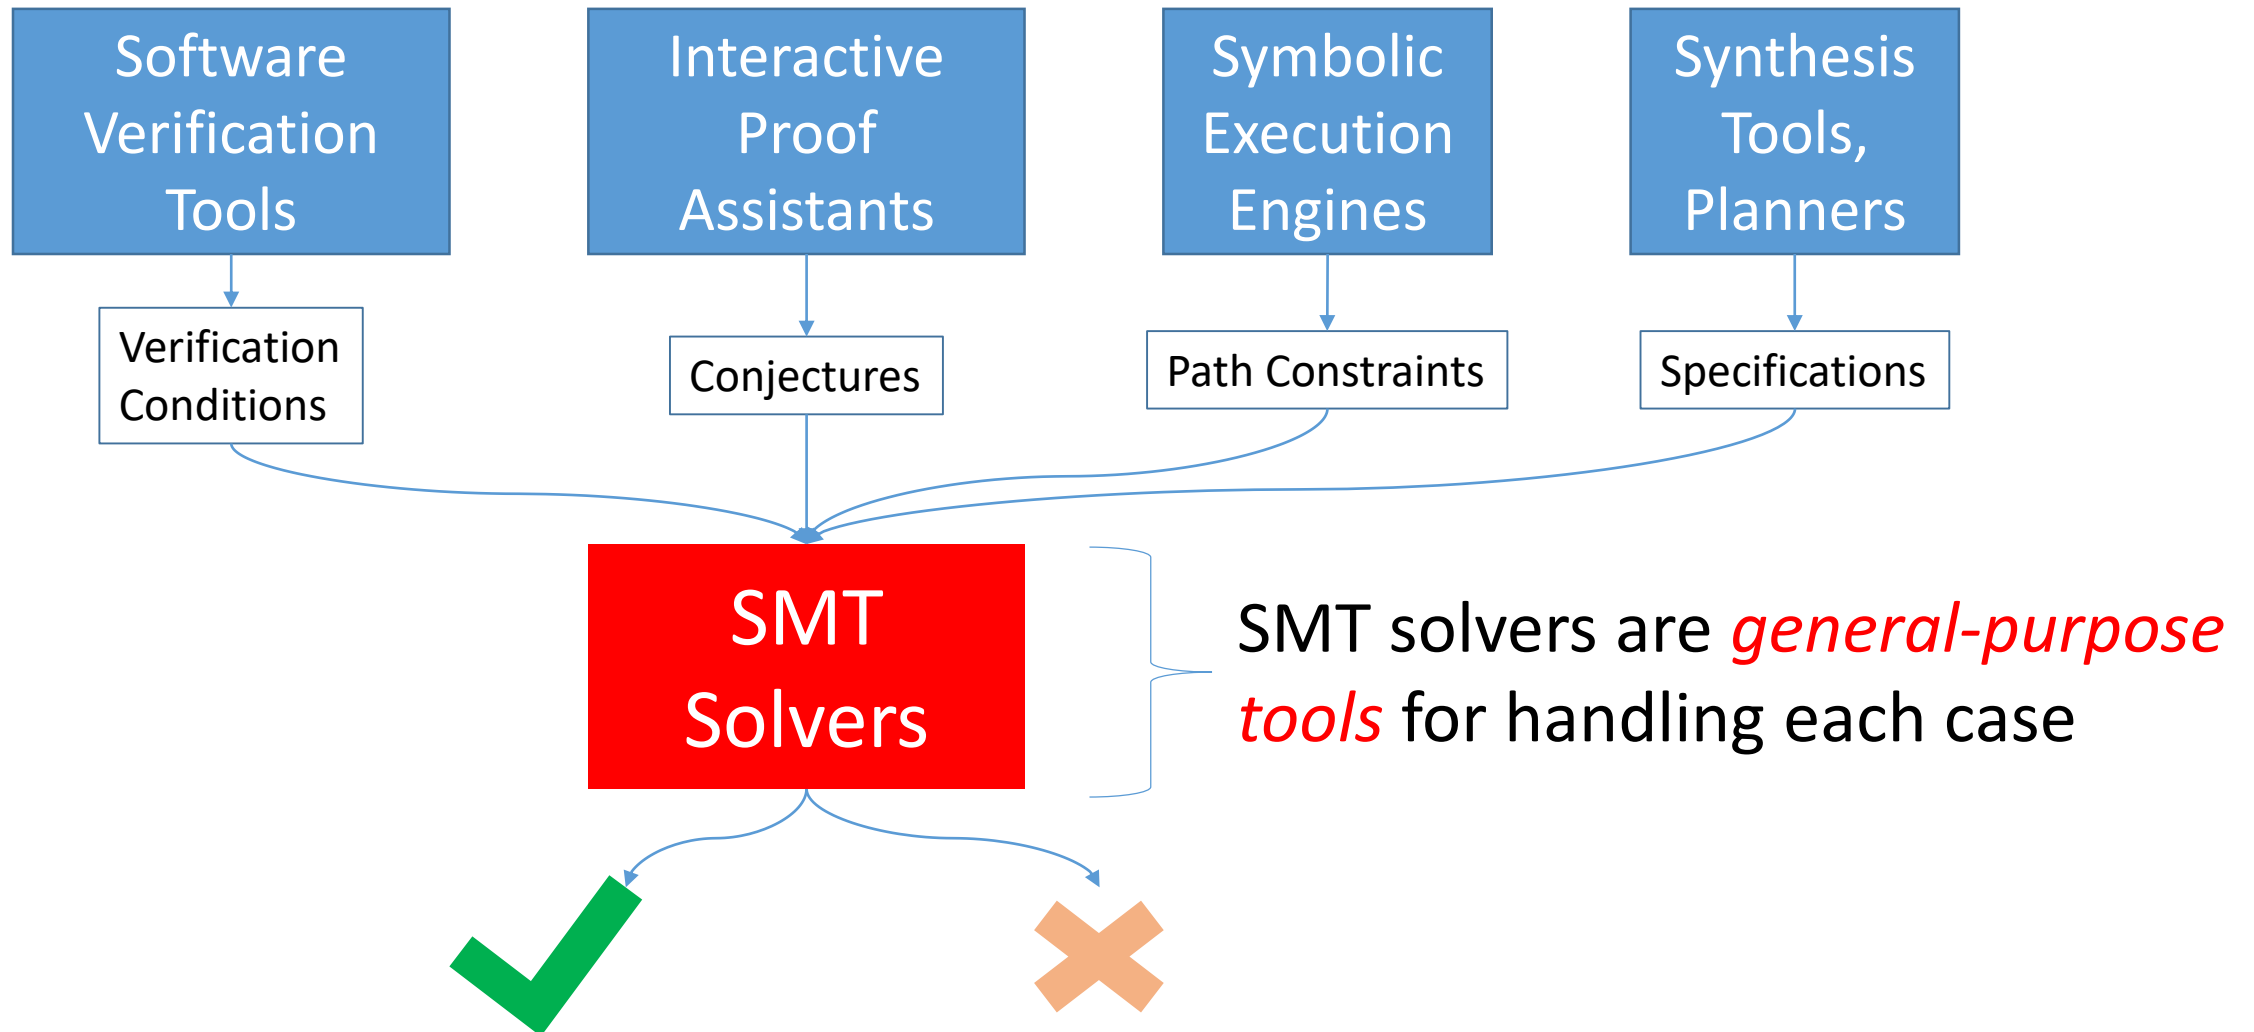 Software
Verification
Tools
Interactive
Proof
Assistants
Symbolic
Execution
Engines
Synthesis
Tools,
Planners
Verification
Conditions
Conjectures
Path Constraints
Specifications
SMT
Solvers
SMT solvers are general-purpose
tools for handling each case